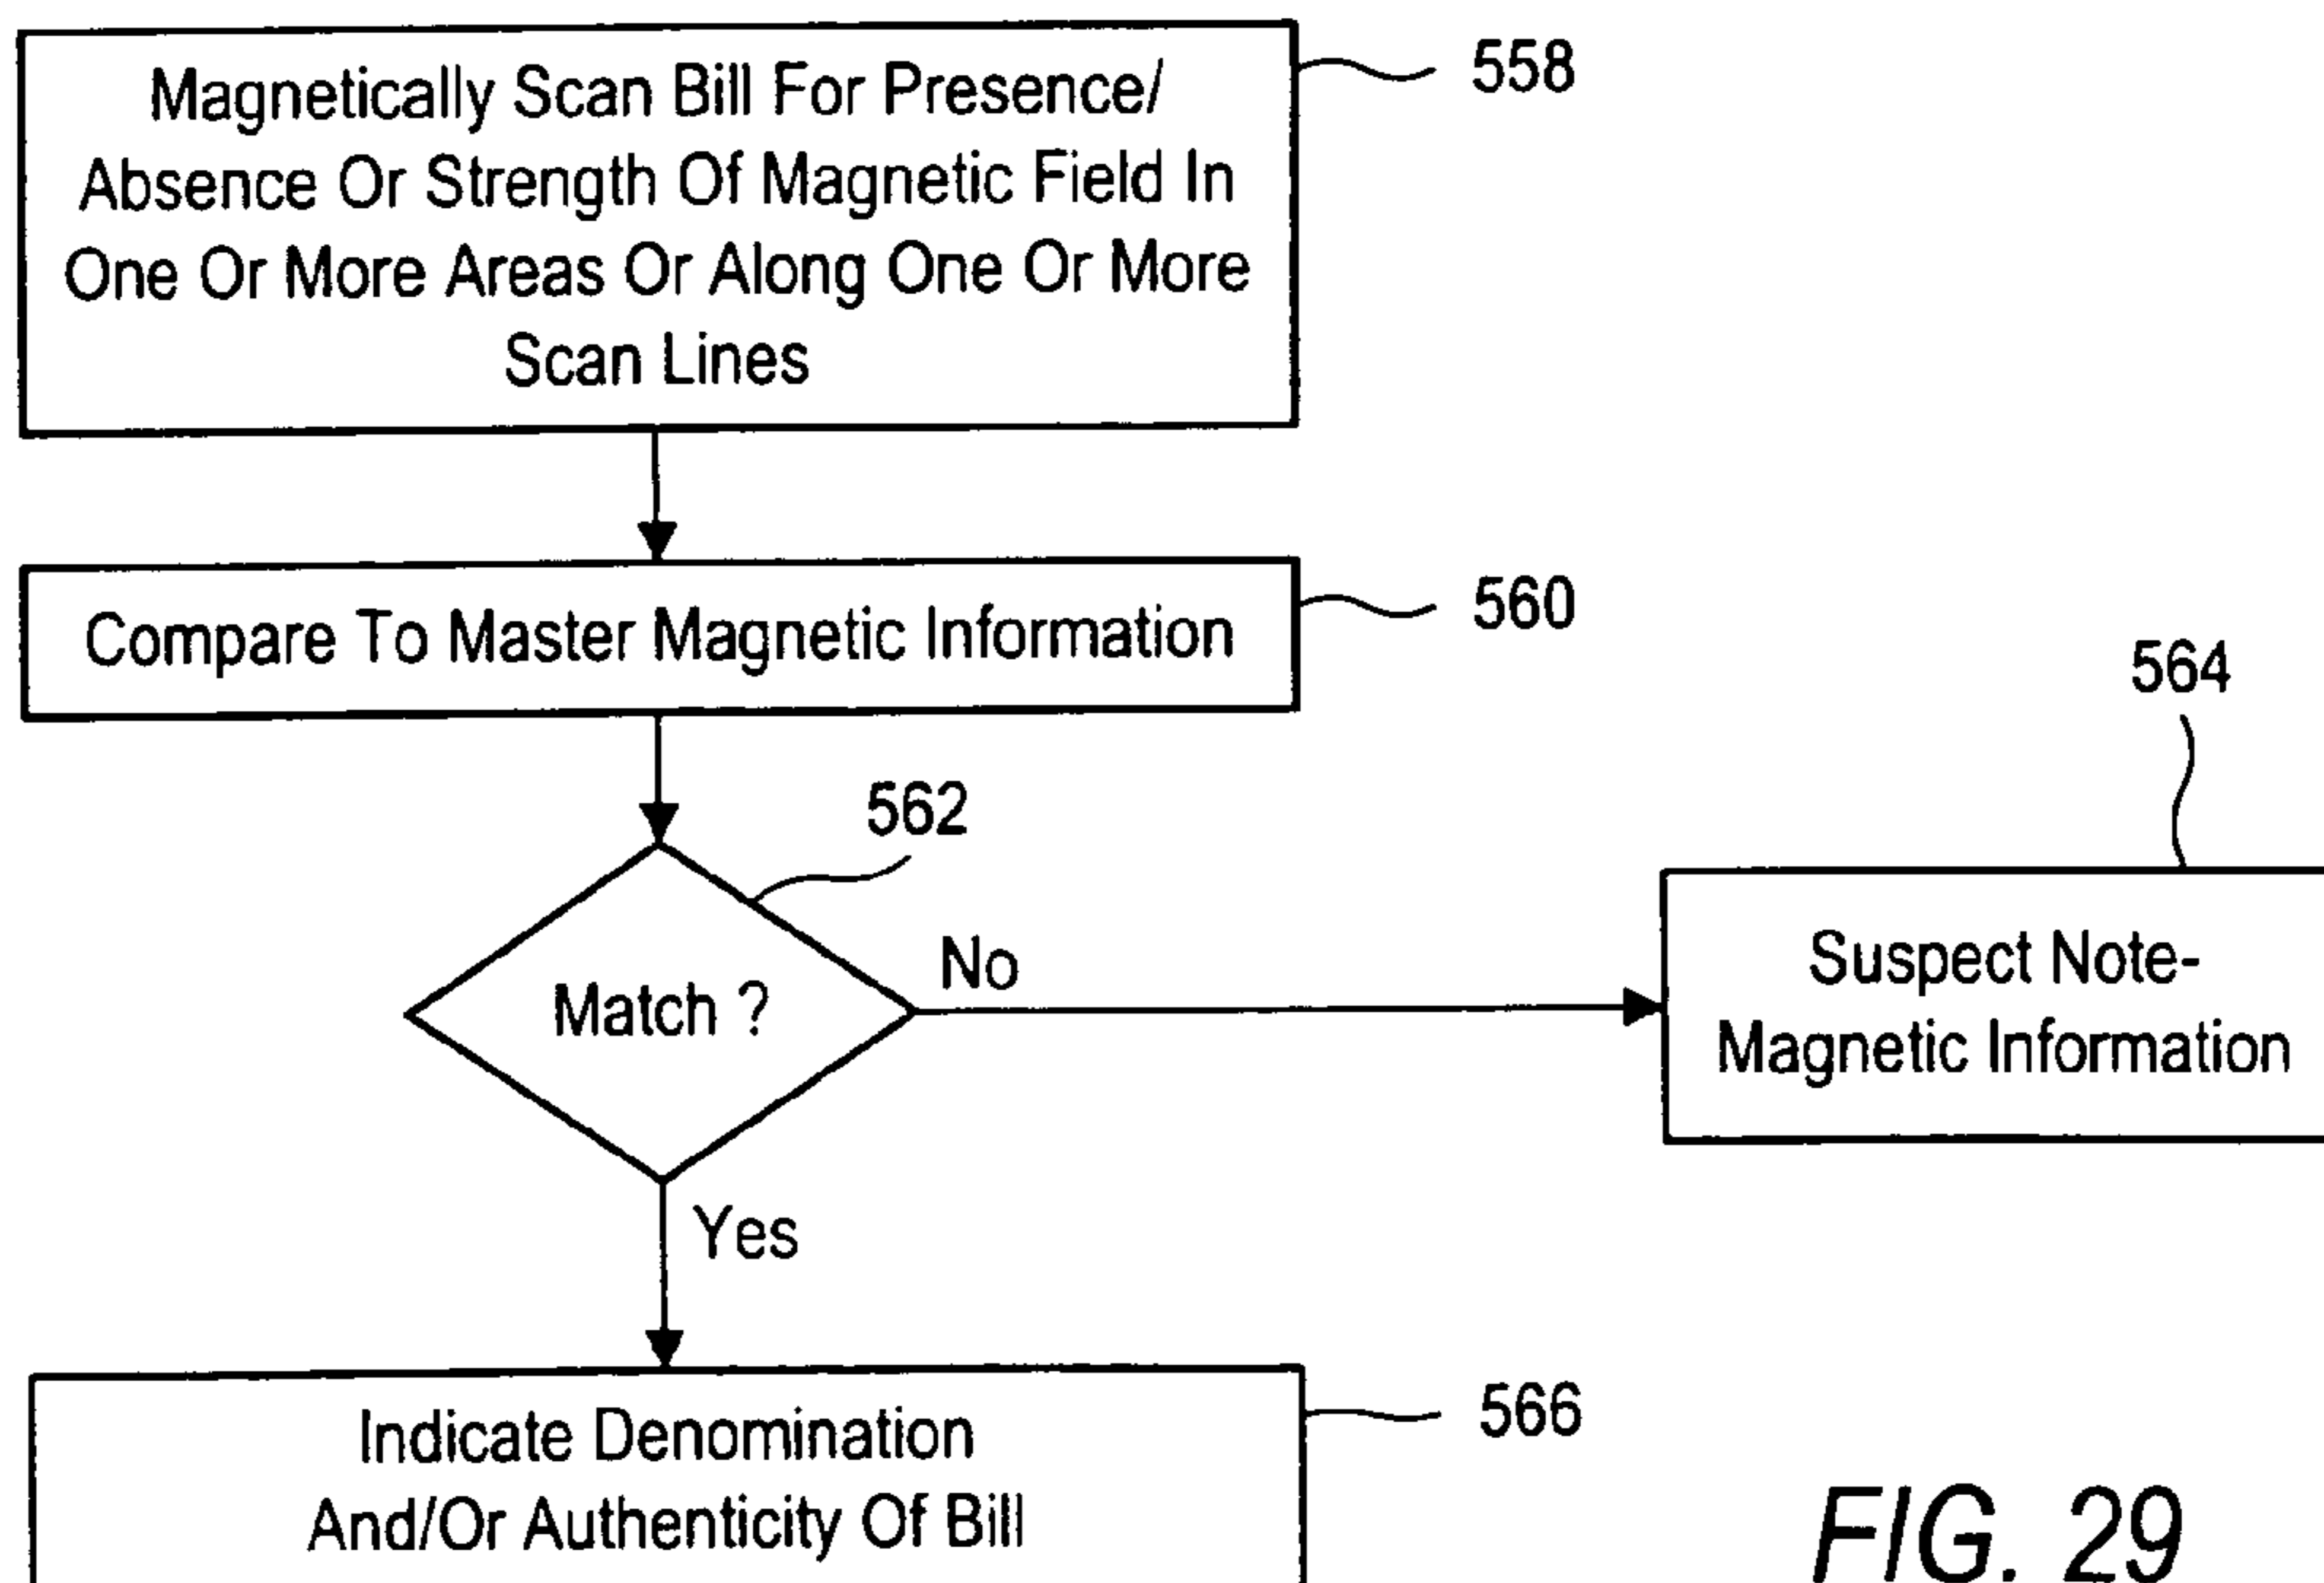 Magnetically Scan Bill For Presence/
Absence Or Strength Of Magnetic Field In
One Or More Areas Or Along One Or More
Scan Lines
558
Compare To Master Magnetic Information
560
562
Match ?
No
564
Suspect Note-
Magnetic Information
Yes
Indicate Denomination
And/Or Authenticity Of Bill
566
FIG. 29